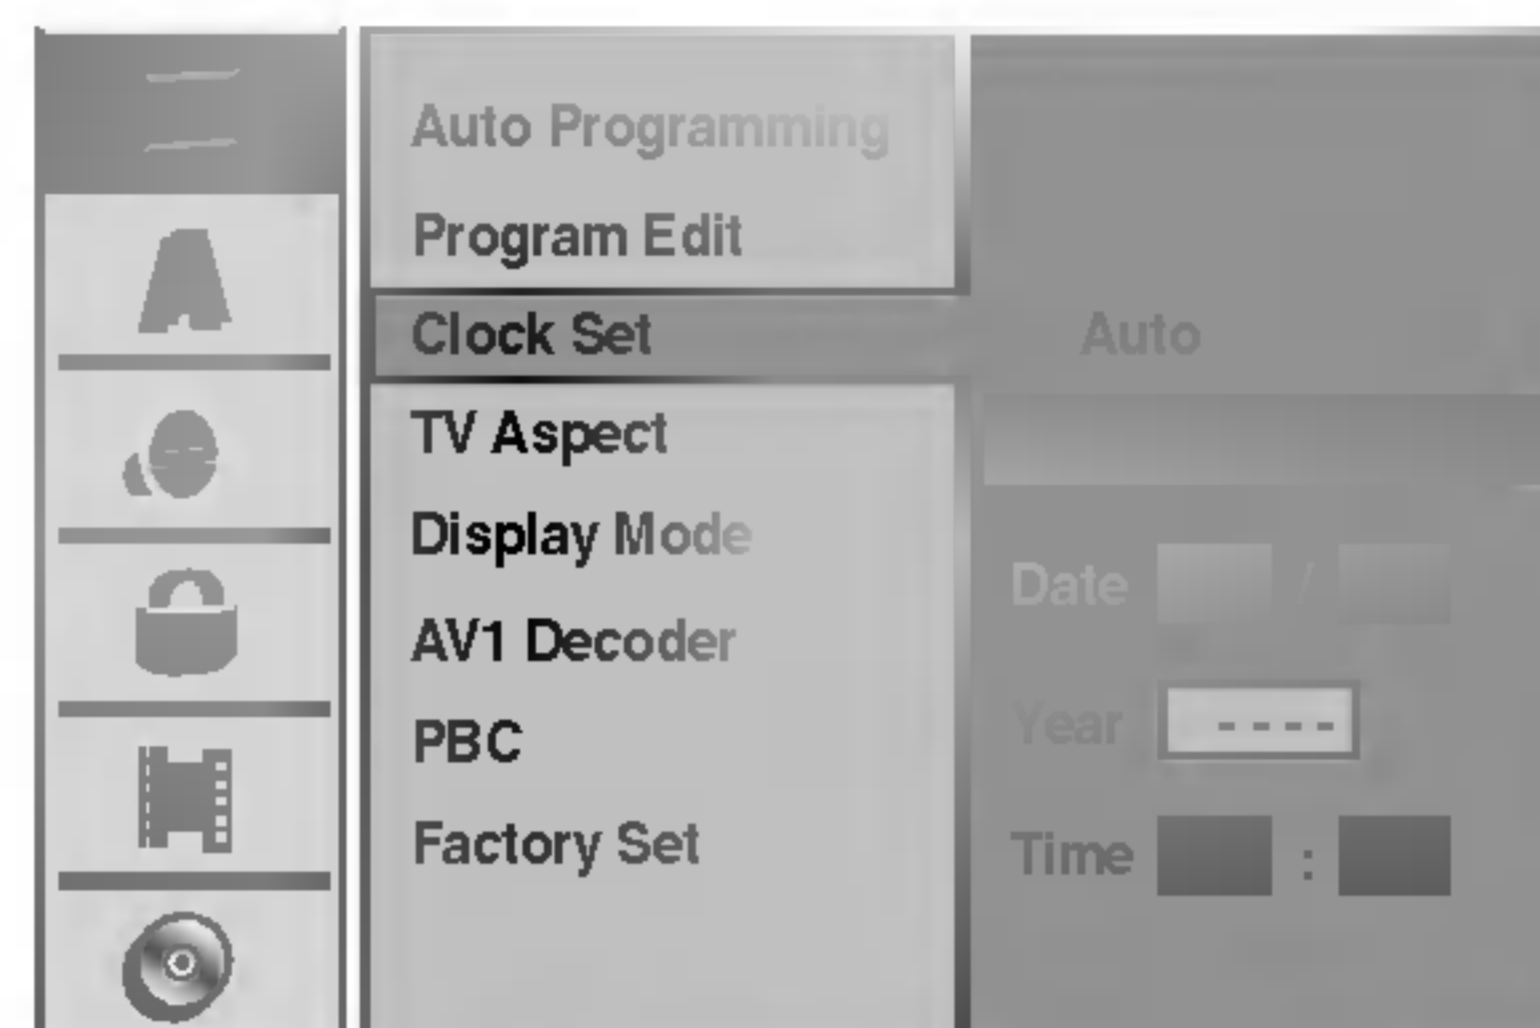 Auto Programming
Program Edit
Clock Set
Auto
TV Aspect
Display Mode
Date /
AV1 Decoder
Year ----
PBC
Time :
Factory Set